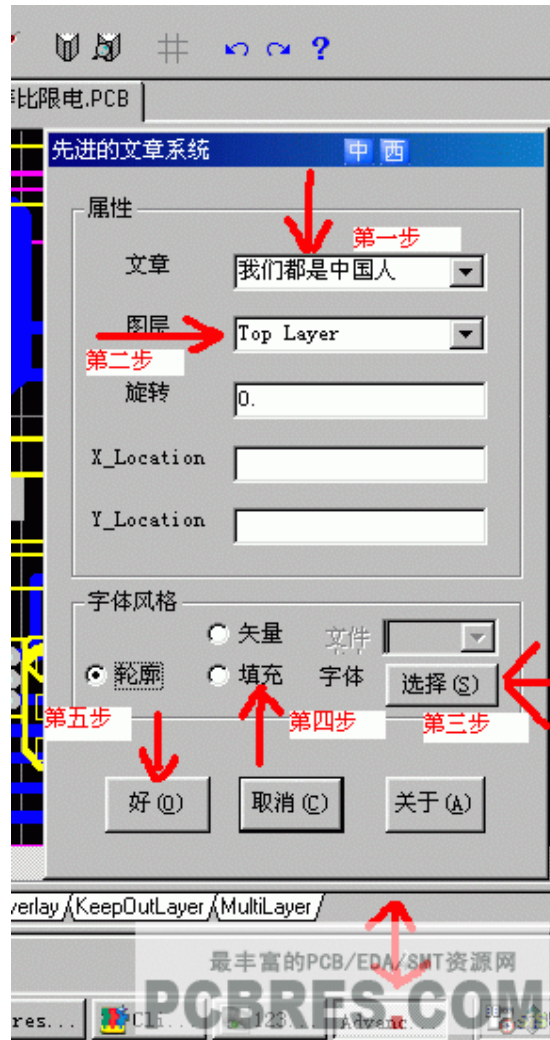 ?
比限电.PCB
先进的文章系统 中 西
属性
第一步
文章 我们都是中国人
图层 Top Layer
第二步
旋转 0.
X_Location
Y_Location
字体风格
矢量 文件
轮廓 填充 字体 选择(S)
第五步 第四步 第三步
好(O) 取消(C) 关于(A)
verlay KeepOutLayer MultiLayer
最丰富的PCB/EDA/SMT资源网
PCBRES.COM
res... Cli... 123... Advanc...